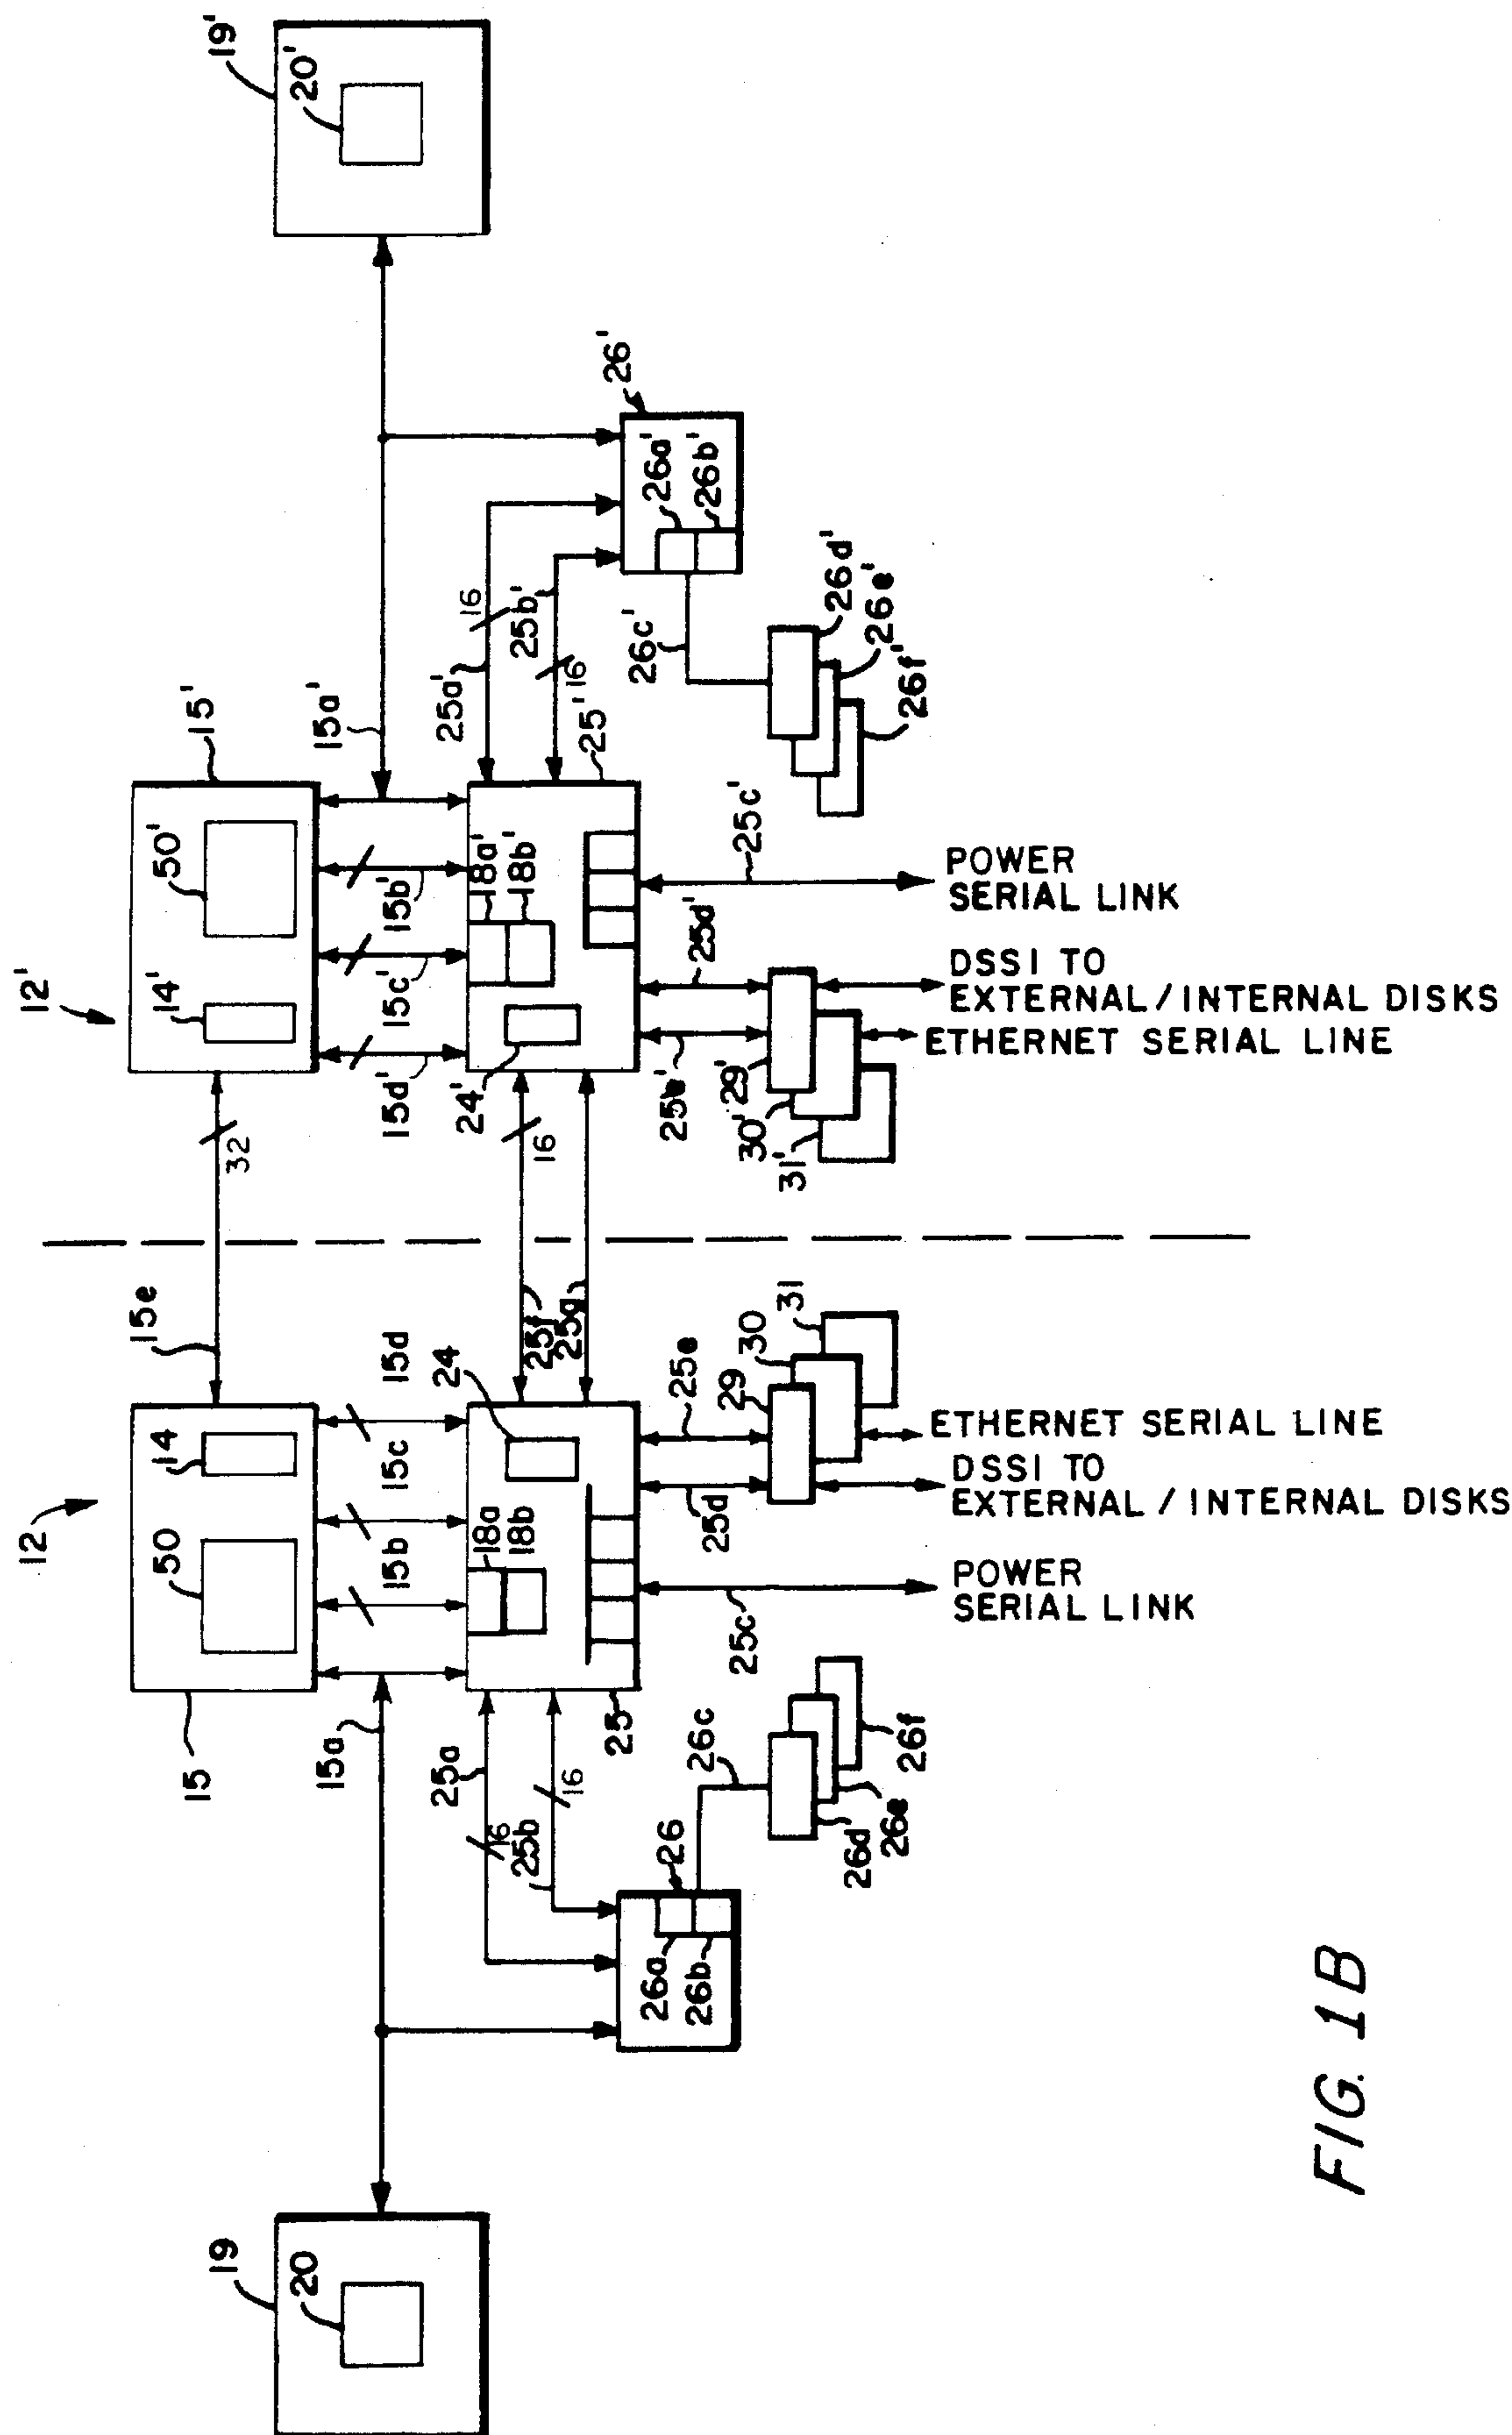 12
12'
15
50
14
15e
32
14'
50'
15'
15a
15b
15c
15d
15d'
15c'
15b'
15a'
19
20
19'
20'
25a
16
25b
16
18a
18b
24
25f
25g
16
24'
18a'
18b'
25a'
16
25b'
16
25
25'
26
26a
26b
26c
26d
26e
26f
26'
26a'
26b'
26c'
26d'
26e'
26f'
25c
25d
25e
29
30
31
25e'
25d'
25c'
29'
30'
31'
POWER
SERIAL LINK
ETHERNET SERIAL LINE
DSSI TO
EXTERNAL / INTERNAL DISKS
DSSI TO
EXTERNAL / INTERNAL DISKS
ETHERNET SERIAL LINE
POWER
SERIAL LINK
FIG. 1B